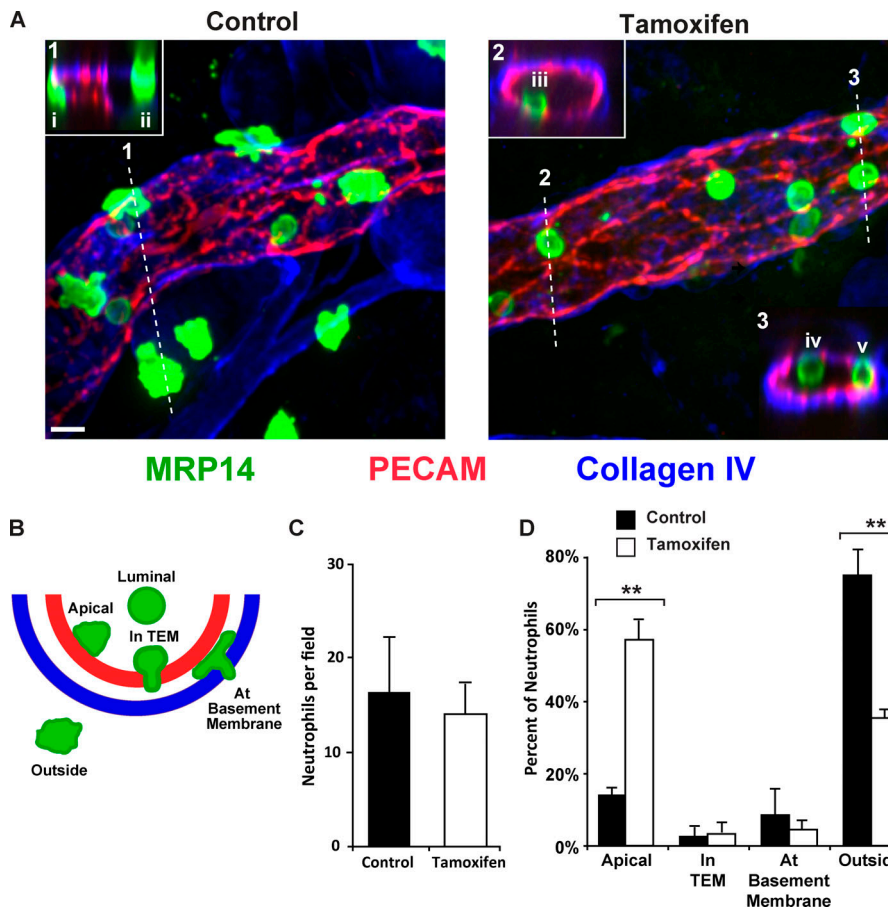 A
Control
Tamoxifen
1
i
ii
1
2
iii
2
3
3
iv
v
MRP14
PECAM
Collagen IV
B
Luminal
Apical
In TEM
At
Basement
Membrane
Outside
C
Neutrophils per field
30
20
10
0
Control
Tamoxifen
D
Control
Tamoxifen
Percent of Neutrophils
80%
60%
40%
20%
0%
**
**
Apical
In
TEM
At
Basement
Membrane
Outsid